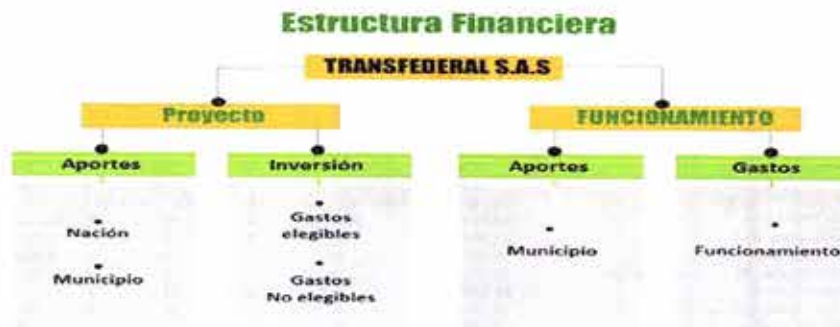 Estructura Financiera
TRANSFEDERAL S.A.S
Proyecto
FUNCIONAMIENTO
Aportes
Inversión
Aportes
Gastos
Nación
Municipio
Gastos
elegibles
Gastos
No elegibles
Municipio
Funcionamiento